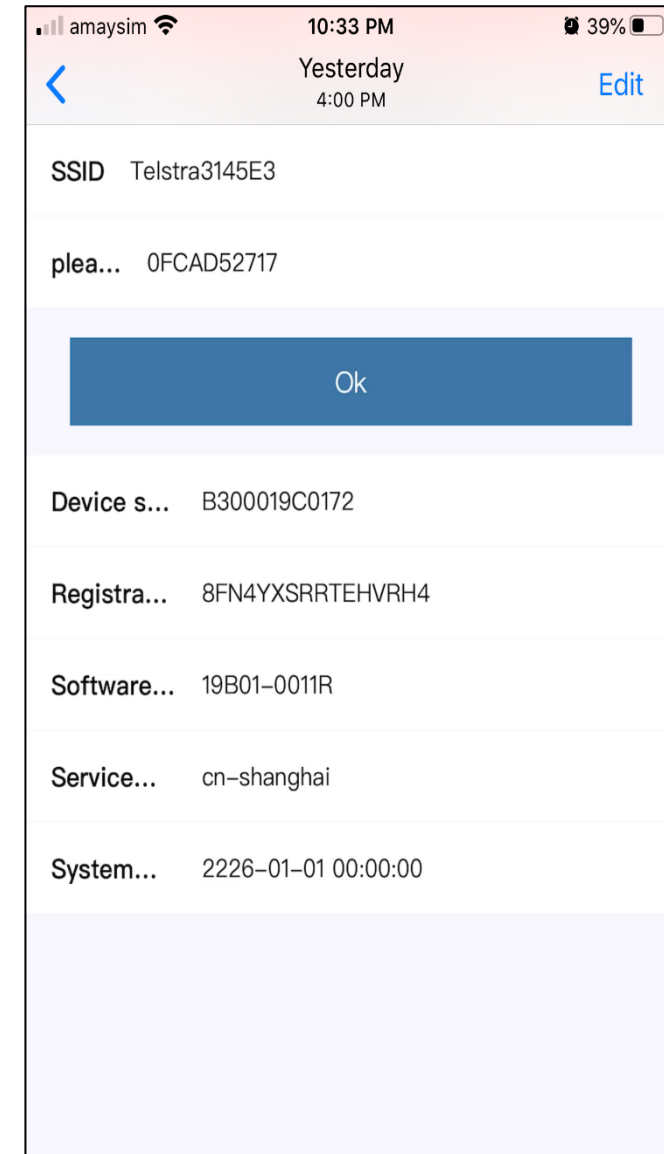 amaysim 10:33 PM 39%
Yesterday
4:00 PM
Edit
SSID Telstra3145E3
plea... 0FCAD52717
Ok
Device s... B300019C0172
Registra... 8FN4YXSRRTEHVRH4
Software... 19B01-0011R
Service... cn-shanghai
System... 2226-01-01 00:00:00